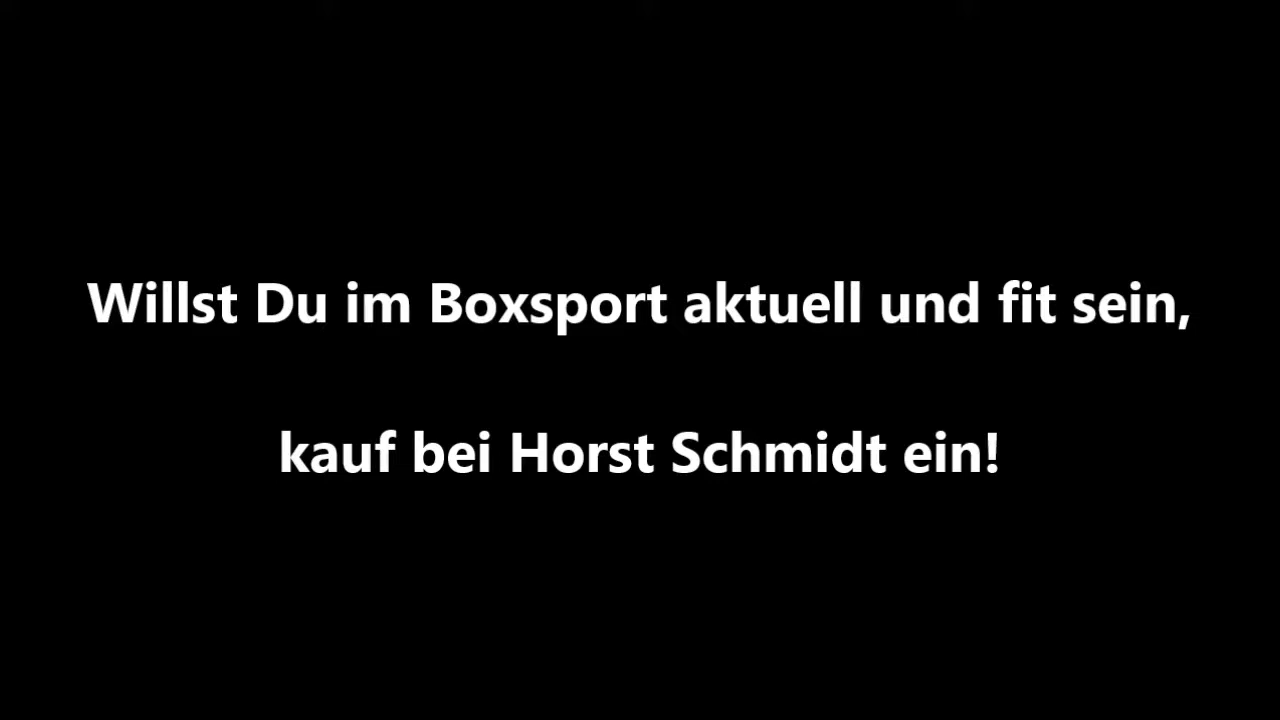 Willst Du im Boxsport aktuell und fit sein,
kauf bei Horst Schmidt ein!